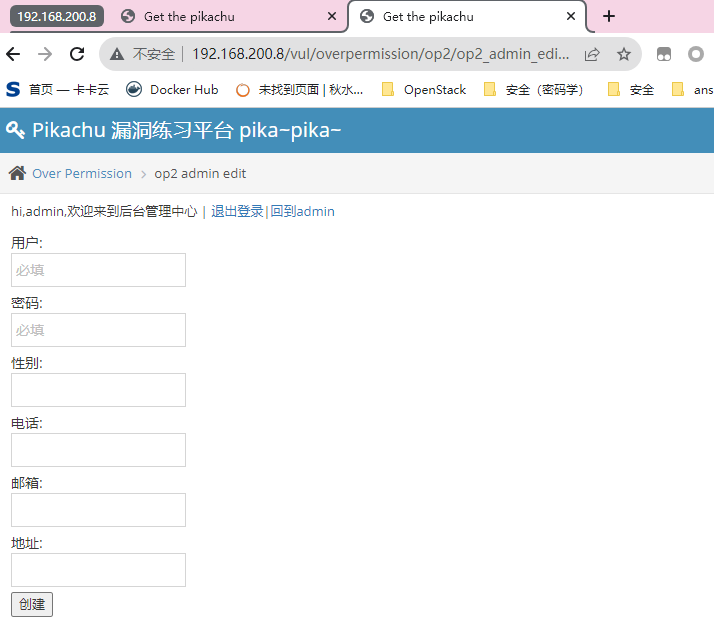 192.168.200.8 Get the pikachu Get the pikachu
不安全 | 192.168.200.8/vul/overpermission/op2/op2_admin_edi...
首页 — 卡卡云 Docker Hub 未找到页面 | 秋水... OpenStack 安全（密码学） 安全 ans
Pikachu 漏洞练习平台 pika~pika~
Over Permission > op2 admin edit
hi,admin,欢迎来到后台管理中心 | 退出登录|回到admin
用户:
必填
密码:
必填
性别:
电话:
邮箱:
地址:
创建